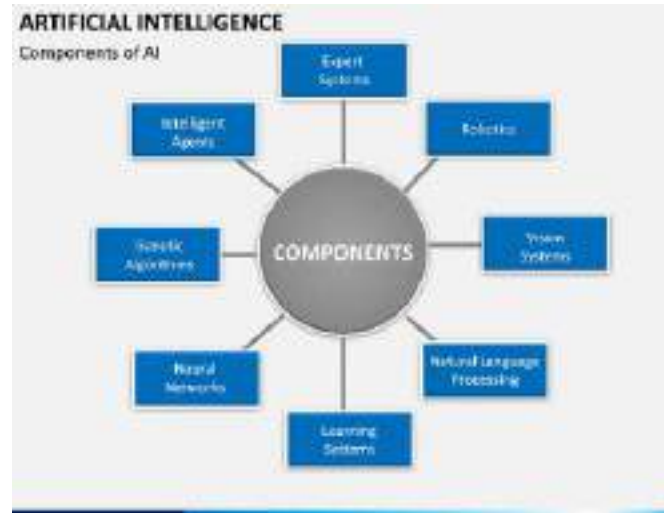 ARTIFICIAL INTELLIGENCE
Components of AI
Expert
Systems
Robotics
Vision
Systems
Natural Language
Processing
Learning
Systems
Neural
Networks
Genetic
Algorithms
Intelligent
Agents
COMPONENTS